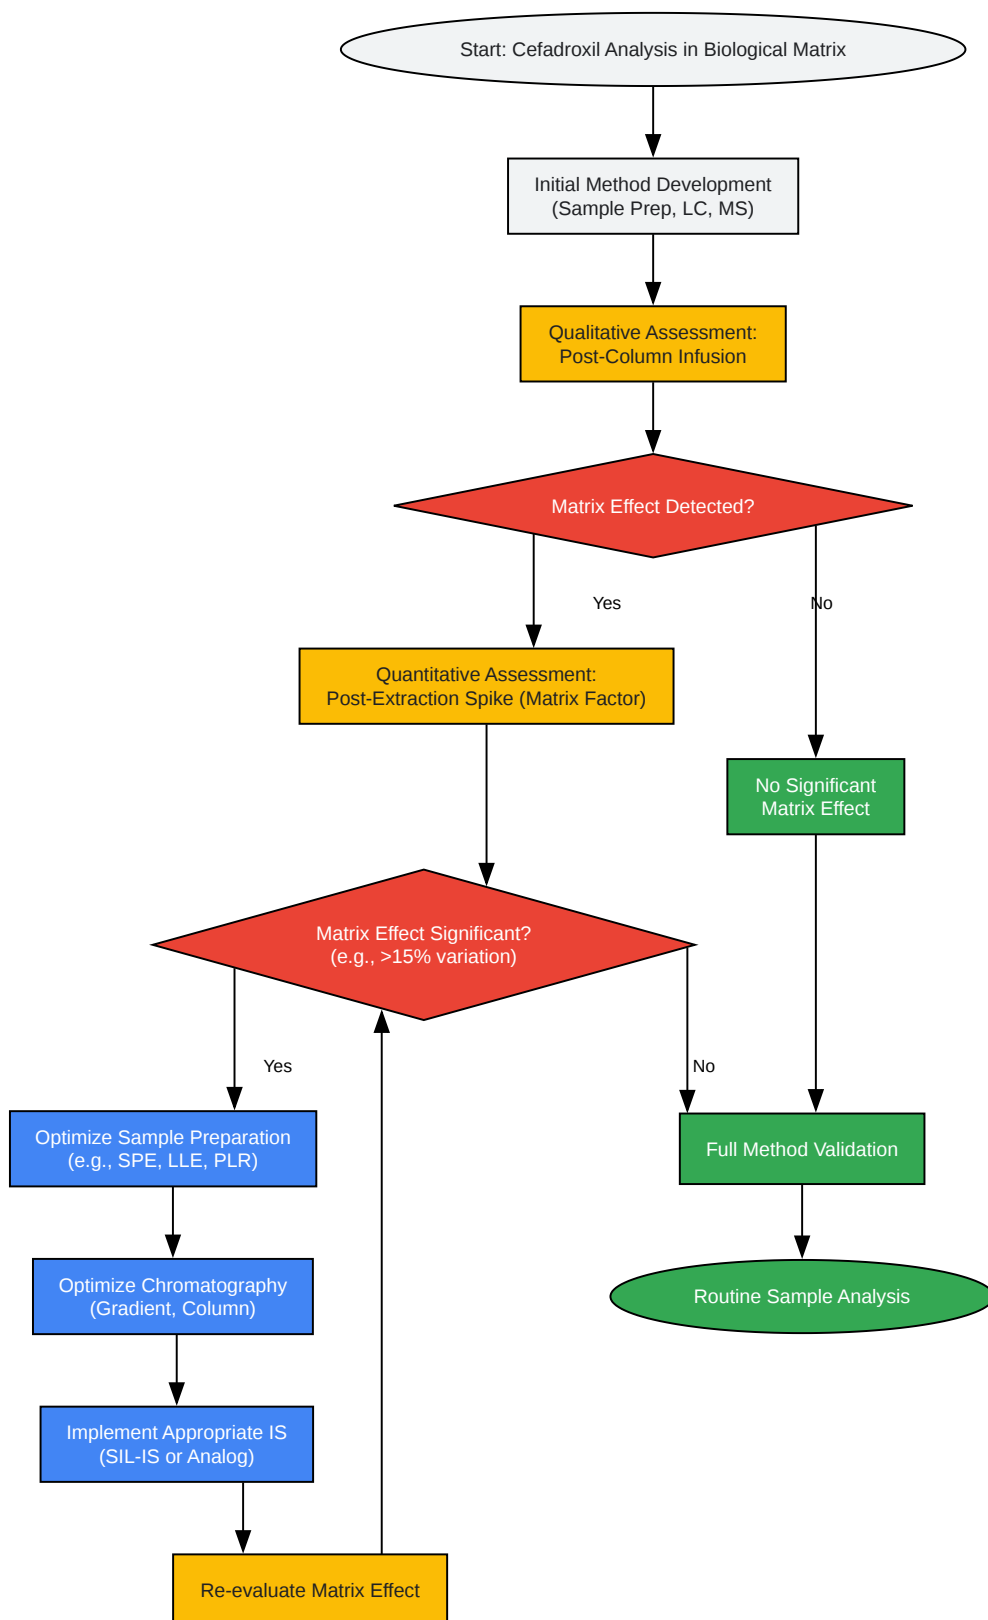 Start: Cefadroxil Analysis in Biological Matrix
Initial Method Development
(Sample Prep, LC, MS)
Qualitative Assessment:
Post-Column Infusion
Matrix Effect Detected?
Yes
No
Quantitative Assessment:
Post-Extraction Spike (Matrix Factor)
No Significant
Matrix Effect
Matrix Effect Significant?
(e.g., >15% variation)
Yes
No
Optimize Sample Preparation
(e.g., SPE, LLE, PLR)
Full Method Validation
Optimize Chromatography
(Gradient, Column)
Routine Sample Analysis
Implement Appropriate IS
(SIL-IS or Analog)
Re-evaluate Matrix Effect